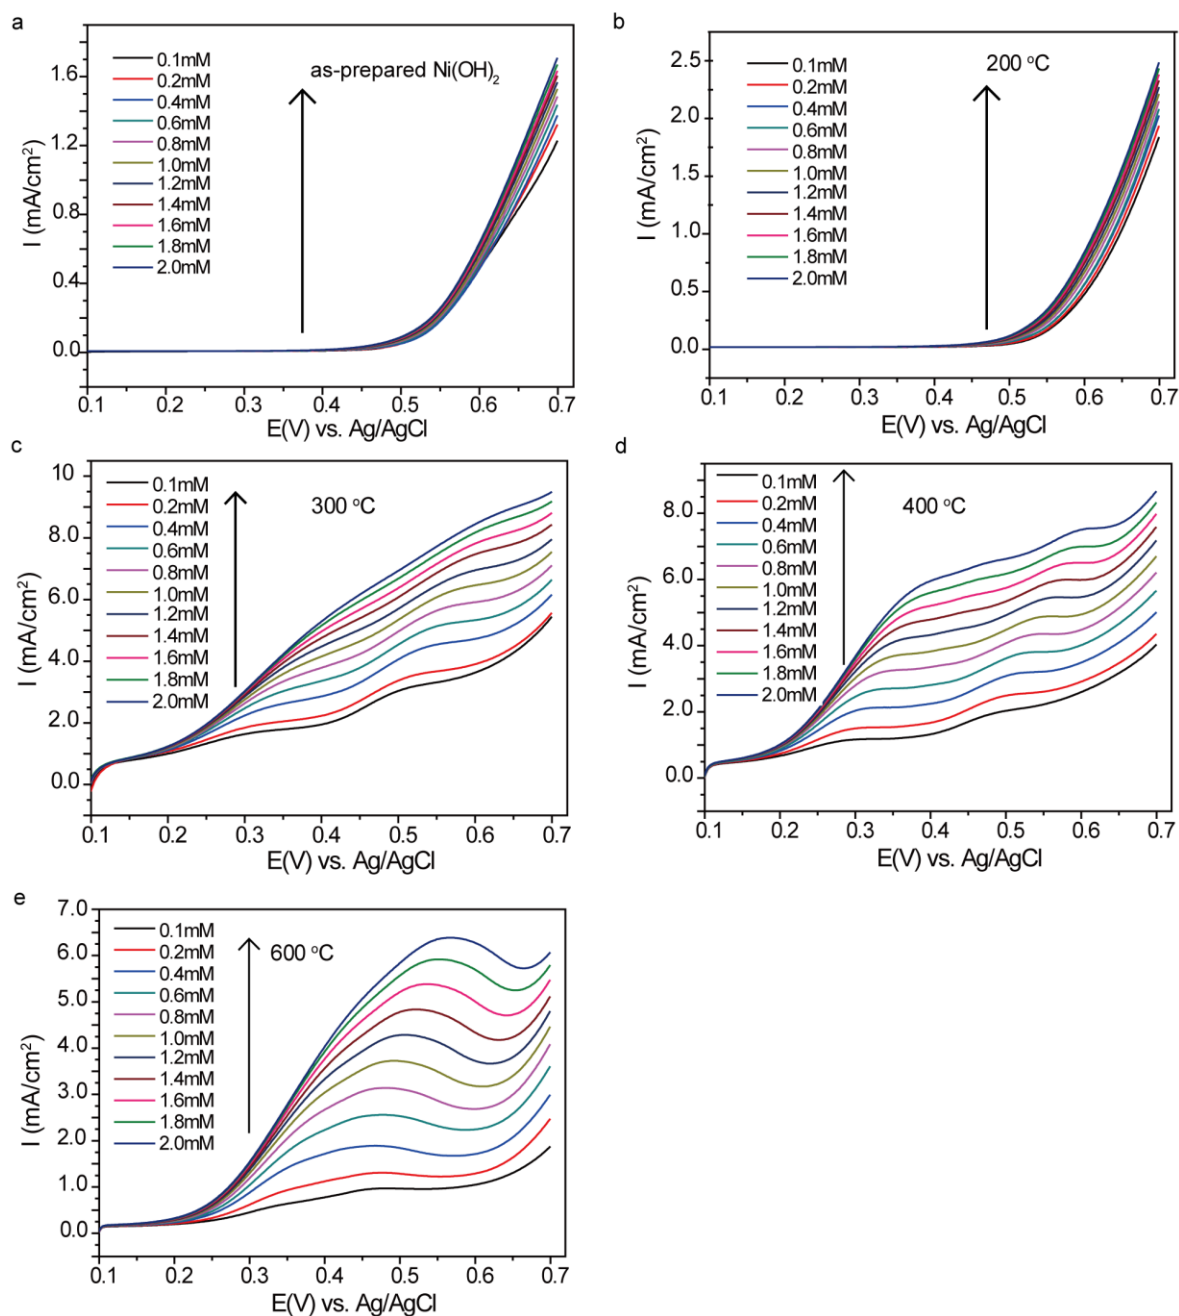 a
0.1mM
0.2mM
0.4mM
0.6mM
0.8mM
1.0mM
1.2mM
1.4mM
1.6mM
1.8mM
2.0mM
as-prepared Ni(OH)₂
I (mA/cm²)
1.6
1.2
0.8
0.4
0.0
0.1 0.2 0.3 0.4 0.5 0.6 0.7
E(V) vs. Ag/AgCl
b
0.1mM
0.2mM
0.4mM
0.6mM
0.8mM
1.0mM
1.2mM
1.4mM
1.6mM
1.8mM
2.0mM
200 °C
I (mA/cm²)
2.5
2.0
1.5
1.0
0.5
0.0
0.1 0.2 0.3 0.4 0.5 0.6 0.7
E(V) vs. Ag/AgCl
c
0.1mM
0.2mM
0.4mM
0.6mM
0.8mM
1.0mM
1.2mM
1.4mM
1.6mM
1.8mM
2.0mM
300 °C
I (mA/cm²)
10
8.0
6.0
4.0
2.0
0.0
0.1 0.2 0.3 0.4 0.5 0.6 0.7
E(V) vs. Ag/AgCl
d
0.1mM
0.2mM
0.4mM
0.6mM
0.8mM
1.0mM
1.2mM
1.4mM
1.6mM
1.8mM
2.0mM
400 °C
I (mA/cm²)
8.0
6.0
4.0
2.0
0.0
0.1 0.2 0.3 0.4 0.5 0.6 0.7
E(V) vs. Ag/AgCl
e
0.1mM
0.2mM
0.4mM
0.6mM
0.8mM
1.0mM
1.2mM
1.4mM
1.6mM
1.8mM
2.0mM
600 °C
I (mA/cm²)
7.0
6.0
5.0
4.0
3.0
2.0
1.0
0.0
0.1 0.2 0.3 0.4 0.5 0.6 0.7
E(V) vs. Ag/AgCl